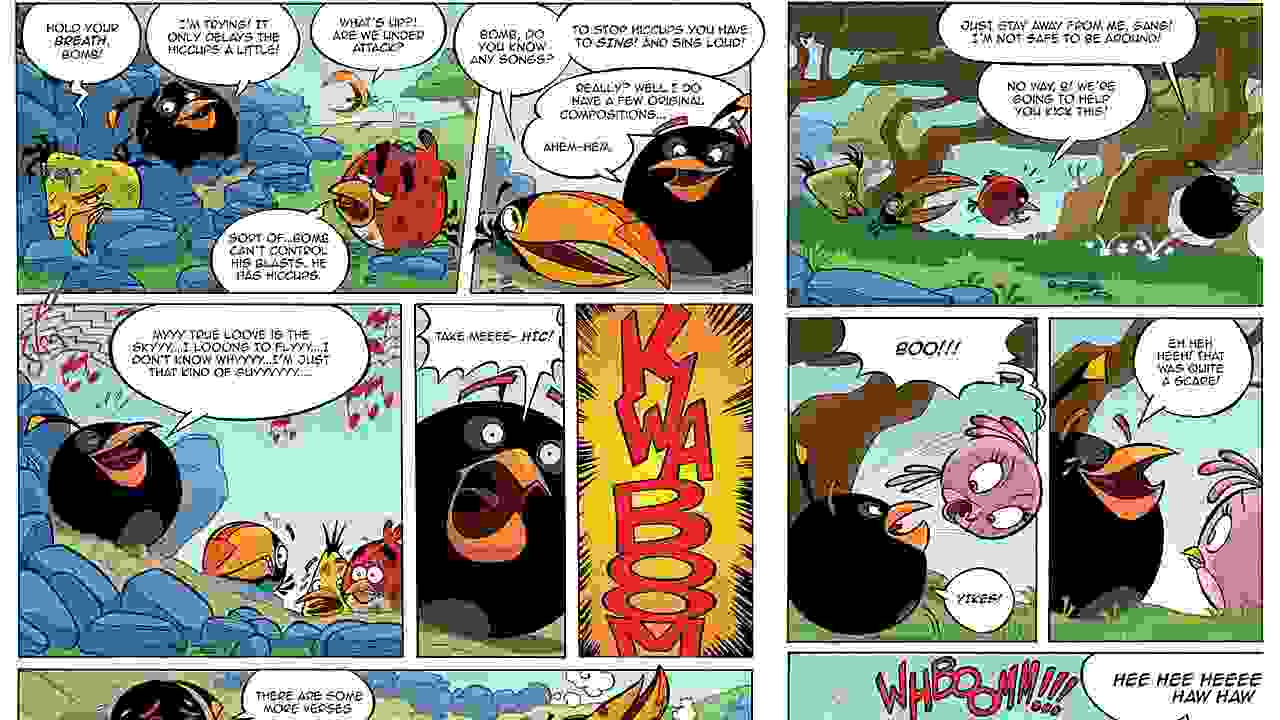 HOLD YOUR
BREATH,
BOMB!
I'M TRYING! IT
ONLY DELAYS THE
HICCUPS A LITTLE!
WHAT'S UP?!
ARE WE UNDER
ATTACK?
SORT OF...BOMB
CAN'T CONTROL
HIS BLASTS. HE
HAS HICCUPS.
BOMB, DO
YOU KNOW
ANY SONGS?
TO STOP HICCUPS YOU HAVE
TO SING! AND SING LOUD!
REALLY? WELL I DO
HAVE A FEW ORIGINAL
COMPOSITIONS...
AHEM-HEM.
MYYY TRUE LOOVE IS THE
SKYYY...I LOOONG TO FLYYY...I
DON'T KNOW WHYYYY...I'M JUST
THAT KIND OF GUYYYYYY....
TAKE MEEEE- HIC!
KAWABOOM
THERE ARE SOME
MORE VERSES
JUST STAY AWAY FROM ME, GANG!
I'M NOT SAFE TO BE AROUND!
NO WAY, B! WE'RE
GOING TO HELP
YOU KICK THIS!
BOO!!!
YIKES!
EH HEH
HEEH! THAT
WAS QUITE
A SCARE!
WHBOOMM!!!
HEE HEE HEEEE
HAW HAW